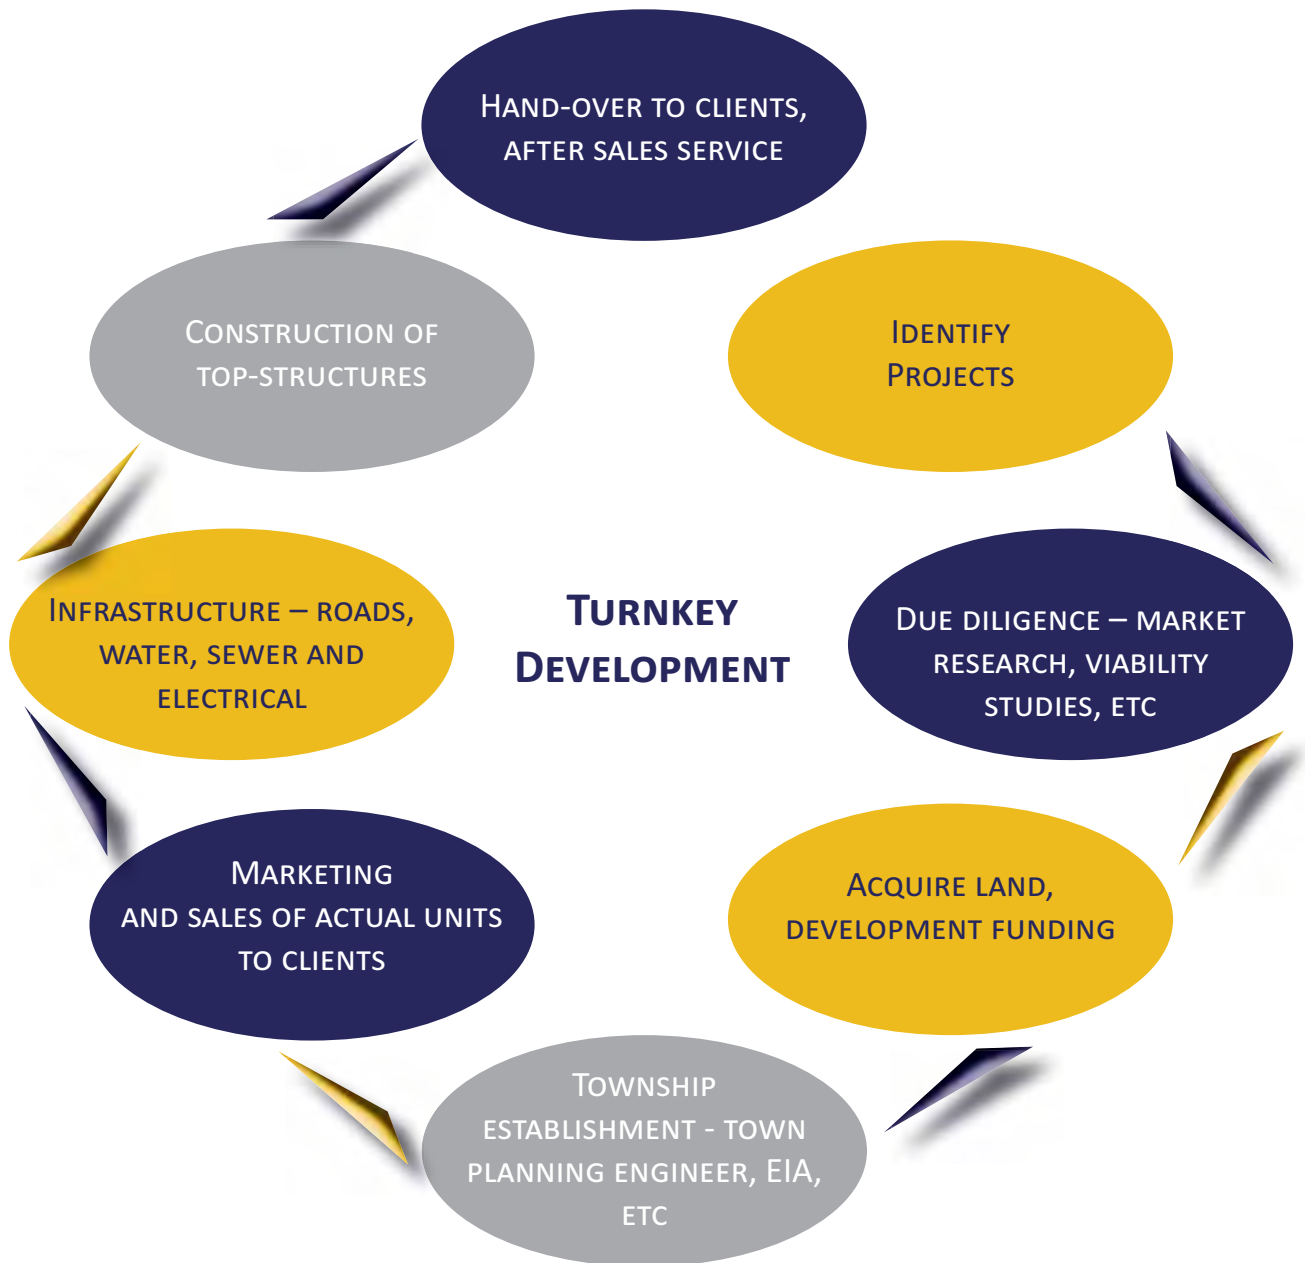 Hand-over to clients,
after sales service
Identify
Projects
Due diligence – market
research, viability
studies, etc
Acquire land,
development funding
Township
establishment - town
planning engineer, EIA,
etc
Marketing
and sales of actual units
to clients
Infrastructure – roads,
water, sewer and
electrical
Construction of
top-structures
Turnkey
Development